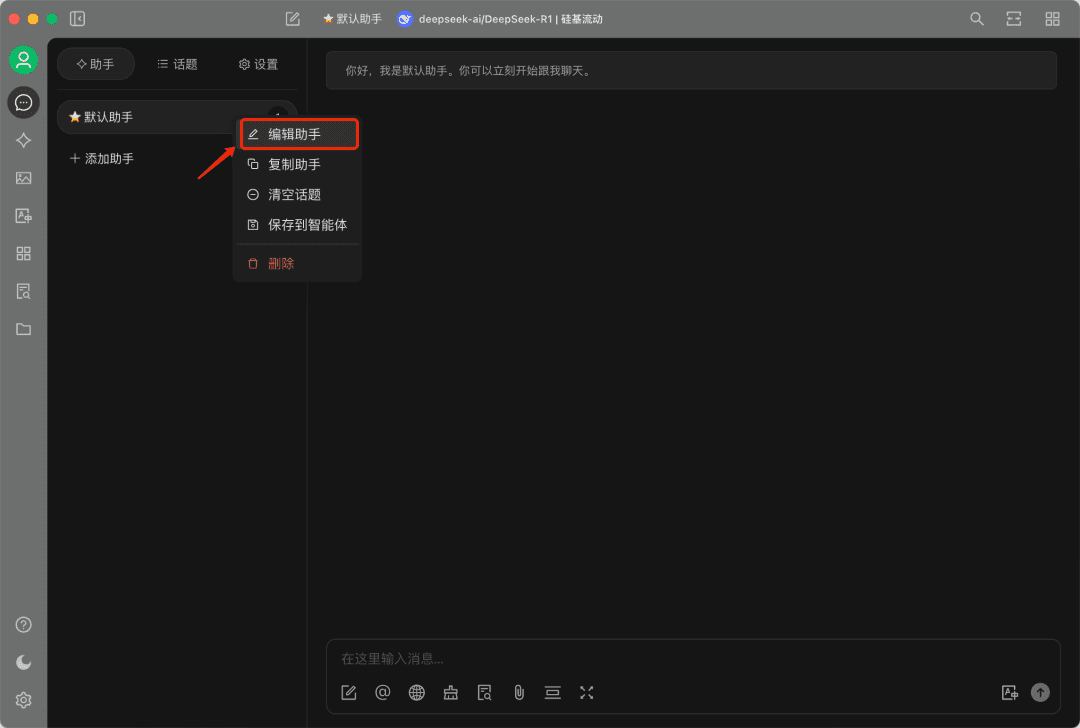 默认助手 deepseek-ai/DeepSeek-R1 | 硅基流动
助手 话题 设置
你好，我是默认助手。你可以立刻开始跟我聊天。
默认助手
添加助手
编辑助手
复制助手
清空话题
保存到智能体
删除
在这里输入消息...